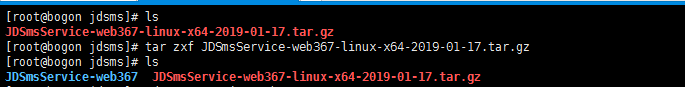 [root@bogon jdsms]# ls
JDSmsService-web367-linux-x64-2019-01-17.tar.gz
[root@bogon jdsms]# tar zxf JDSmsService-web367-linux-x64-2019-01-17.tar.gz
[root@bogon jdsms]# ls
JDSmsService-web367  JDSmsService-web367-linux-x64-2019-01-17.tar.gz